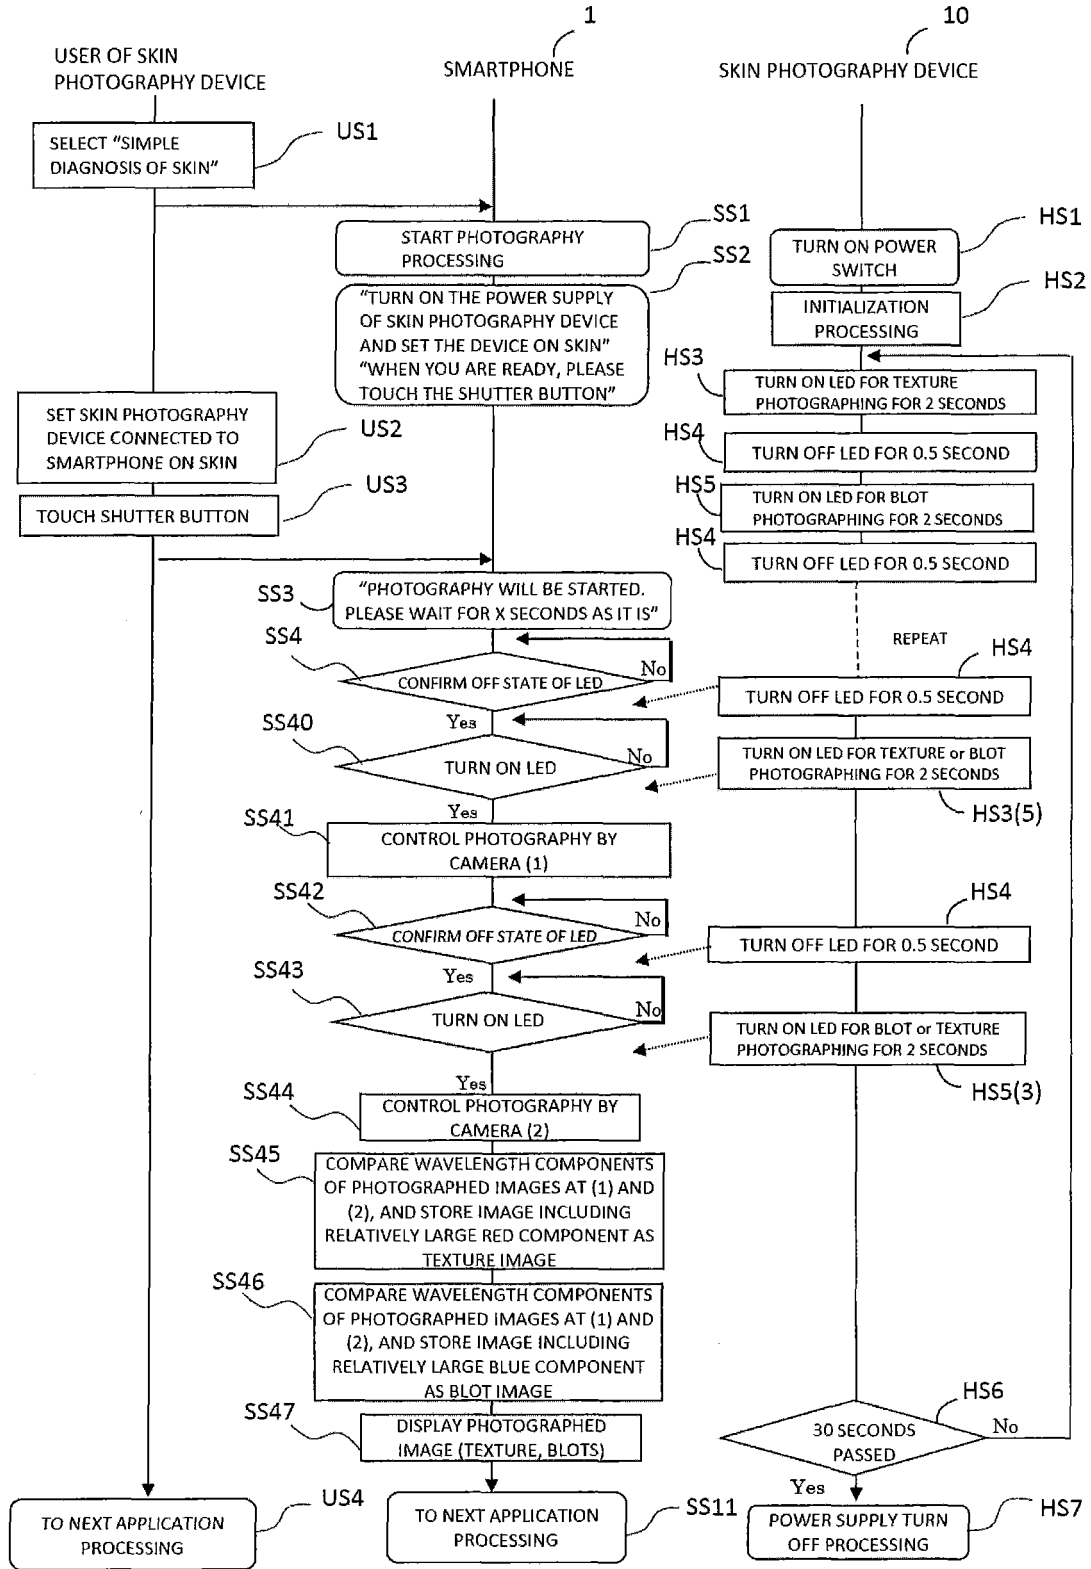 1
10
USER OF SKIN
PHOTOGRAPHY DEVICE
SMARTPHONE
SKIN PHOTOGRAPHY DEVICE
SELECT “SIMPLE
DIAGNOSIS OF SKIN”
US1
START PHOTOGRAPHY
PROCESSING
SS1
TURN ON POWER
SWITCH
HS1
SS2
“TURN ON THE POWER SUPPLY
OF SKIN PHOTOGRAPHY DEVICE
AND SET THE DEVICE ON SKIN”
“WHEN YOU ARE READY, PLEASE
TOUCH THE SHUTTER BUTTON”
INITIALIZATION
PROCESSING
HS2
HS3
TURN ON LED FOR TEXTURE
PHOTOGRAPHING FOR 2 SECONDS
SET SKIN PHOTOGRAPHY
DEVICE CONNECTED TO
SMARTPHONE ON SKIN
US2
HS4
TURN OFF LED FOR 0.5 SECOND
TOUCH SHUTTER BUTTON
US3
HS5
TURN ON LED FOR BLOT
PHOTOGRAPHING FOR 2 SECONDS
HS4
TURN OFF LED FOR 0.5 SECOND
SS3
“PHOTOGRAPHY WILL BE STARTED.
PLEASE WAIT FOR X SECONDS AS IT IS”
REPEAT
SS4
CONFIRM OFF STATE OF LED
No
Yes
HS4
TURN OFF LED FOR 0.5 SECOND
SS40
TURN ON LED
No
Yes
TURN ON LED FOR TEXTURE or BLOT
PHOTOGRAPHING FOR 2 SECONDS
HS3(5)
SS41
CONTROL PHOTOGRAPHY BY
CAMERA (1)
SS42
CONFIRM OFF STATE OF LED
No
Yes
HS4
TURN OFF LED FOR 0.5 SECOND
SS43
TURN ON LED
No
Yes
TURN ON LED FOR BLOT or TEXTURE
PHOTOGRAPHING FOR 2 SECONDS
HS5(3)
SS44
CONTROL PHOTOGRAPHY BY
CAMERA (2)
SS45
COMPARE WAVELENGTH COMPONENTS
OF PHOTOGRAPHED IMAGES AT (1) AND
(2), AND STORE IMAGE INCLUDING
RELATIVELY LARGE RED COMPONENT AS
TEXTURE IMAGE
SS46
COMPARE WAVELENGTH COMPONENTS
OF PHOTOGRAPHED IMAGES AT (1) AND
(2), AND STORE IMAGE INCLUDING
RELATIVELY LARGE BLUE COMPONENT
AS BLOT IMAGE
SS47
DISPLAY PHOTOGRAPHED
IMAGE (TEXTURE, BLOTS)
HS6
30 SECONDS
PASSED
No
Yes
TO NEXT APPLICATION
PROCESSING
US4
TO NEXT APPLICATION
PROCESSING
SS11
POWER SUPPLY TURN
OFF PROCESSING
HS7